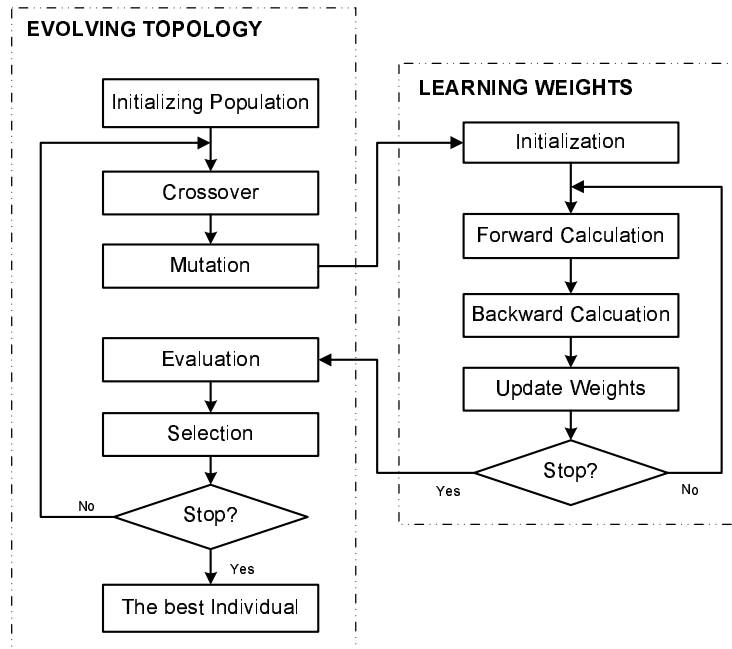 EVOLVING TOPOLOGY
Initializing Population
Crossover
Mutation
Evaluation
Selection
Stop?
No
Yes
The best Individual
LEARNING WEIGHTS
Initialization
Forward Calculation
Backward Calcuation
Update Weights
Stop?
Yes
No